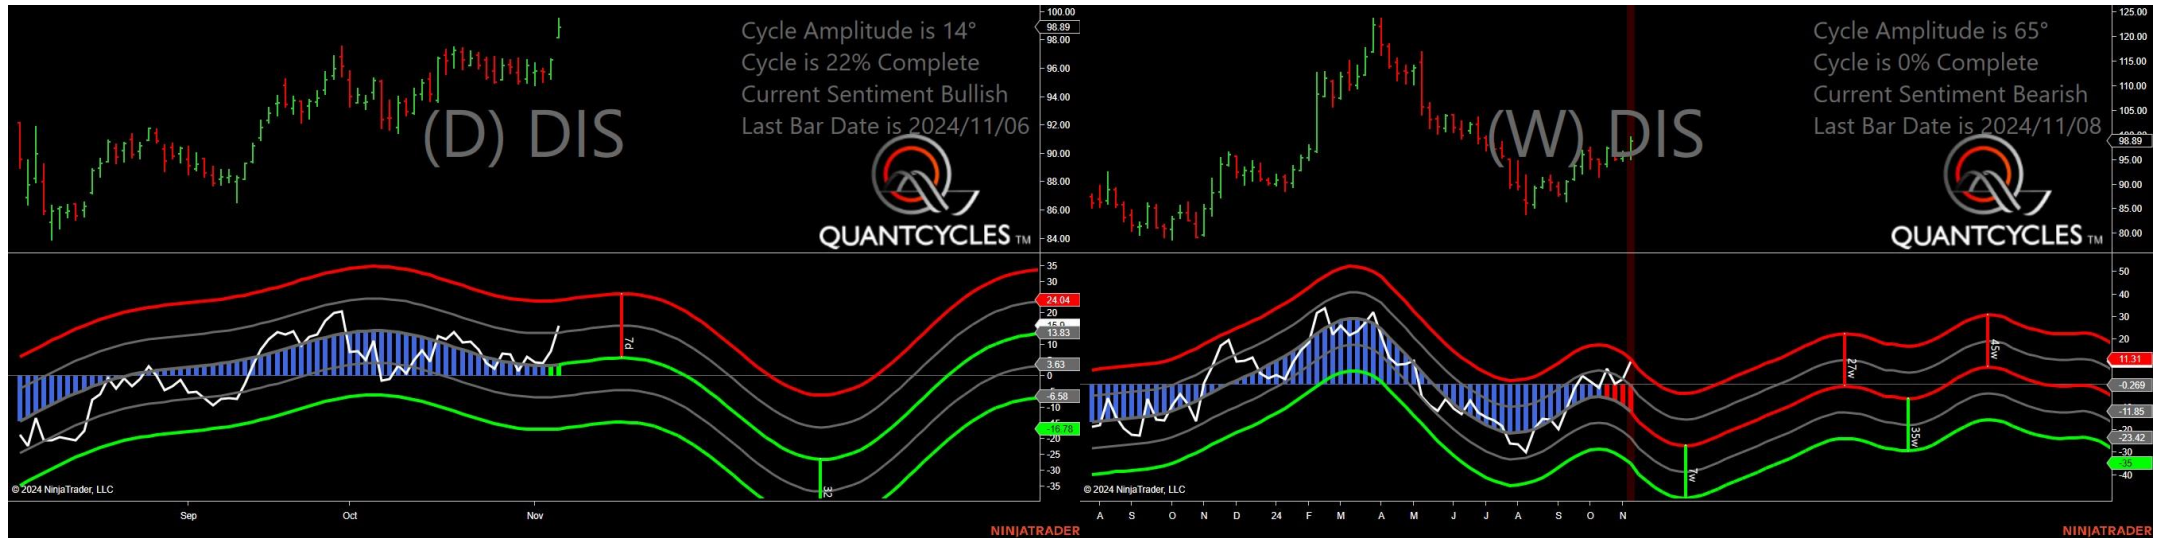 Cycle Amplitude is 14°
Cycle is 22% Complete
Current Sentiment Bullish
Last Bar Date is 2024/11/06
(D) DIS
QUANTCYCLES TM
100.00
98.89
98.00
96.00
94.00
92.00
90.00
88.00
86.00
84.00
35
30
24.04
20
13.83
10
3.63
0
-6.58
-10
-16.78
-20
-25
-30
-35
7d
32
© 2024 NinjaTrader, LLC
Sep Oct Nov
NINJATRADER
Cycle Amplitude is 65°
Cycle is 0% Complete
Current Sentiment Bearish
Last Bar Date is 2024/11/08
(W) DIS
QUANTCYCLES TM
125.00
120.00
115.00
110.00
105.00
98.89
95.00
90.00
85.00
80.00
50
40
30
20
11.31
-0.269
-11.85
-23.42
-30
-35
-40
7w
27w
35w
45w
© 2024 NinjaTrader, LLC
A S O N D 24 F M A M J J A S O N
NINJATRADER